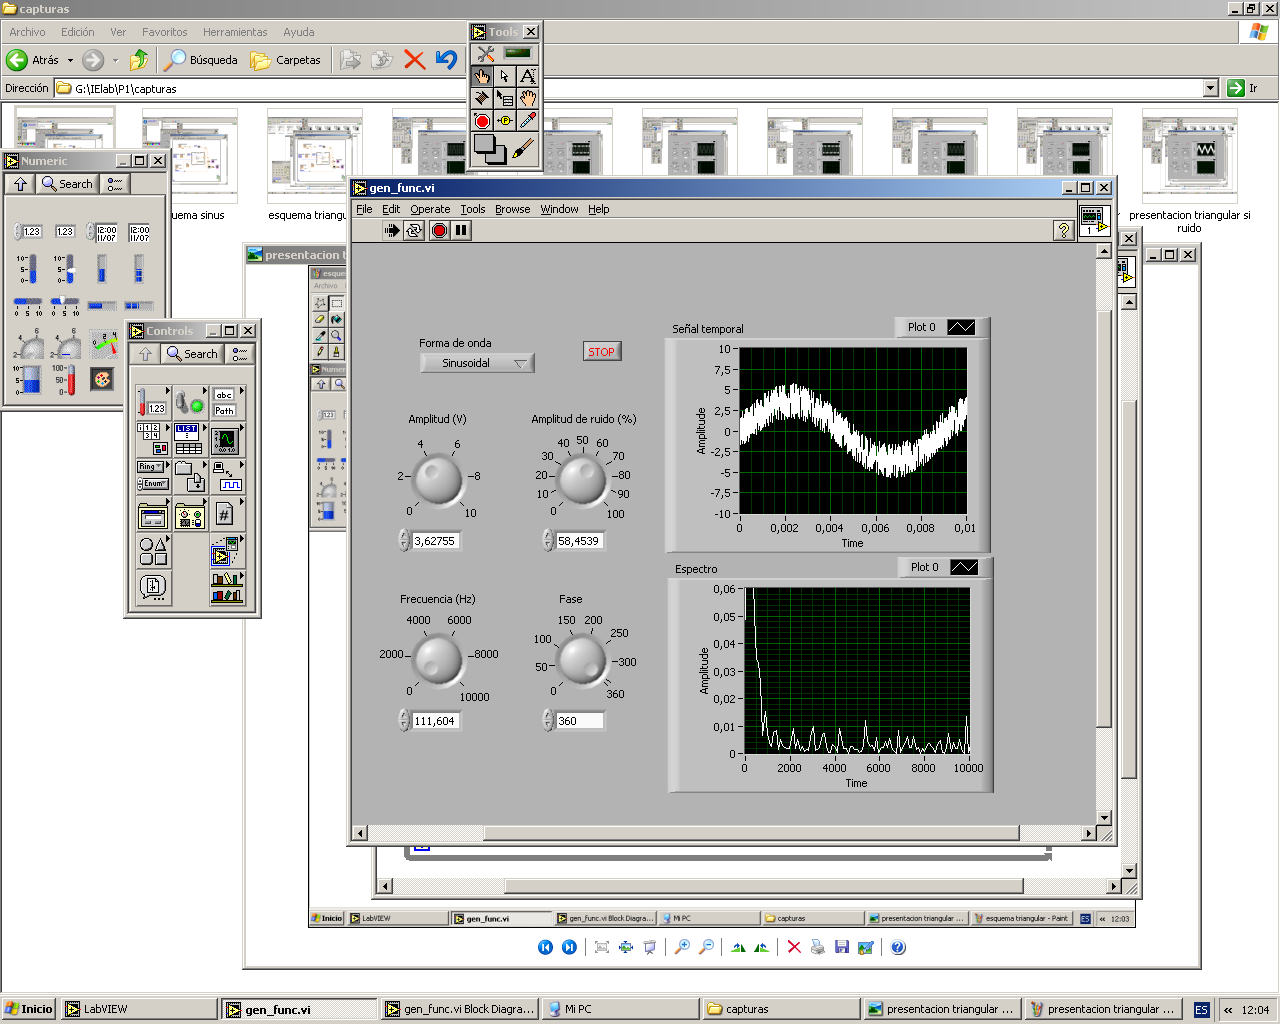 capturas
Archivo Edición Ver Favoritos Herramientas Ayuda
Atrás Búsqueda Carpetas
Dirección G:\IElab\P1\capturas Ir
Tools
Numeric
Search
uema sinus
esquema triangu
presentacion triangular si
ruido
gen_func.vi
File Edit Operate Tools Browse Window Help
1
presentacion t
Controls
Search
abc
Path
1.23
LIST
Ring
Enum
Forma de onda
Sinusoidal
STOP
Señal temporal
Plot 0
10
7,5
5
2,5
0
-2,5
-5
-7,5
-10
Amplitude
0 0,002 0,004 0,006 0,008 0,01
Time
Amplitud (V)
0 2 4 6 8 10
3,62755
Amplitud de ruido (%)
0 10 20 30 40 50 60 70 80 90 100
58,4539
Frecuencia (Hz)
0 2000 4000 6000 8000 10000
111,604
Fase
0 50 100 150 200 250 300 360
360
Espectro
Plot 0
0,06
0,05
0,04
0,03
0,02
0,01
0
Amplitude
0 2000 4000 6000 8000 10000
Time
Inicio LabVIEW gen_func.vi gen_func.vi Block Diagra... Mi PC capturas presentacion triangular ... esquema triangular - Paint ES « 12:03
Inicio LabVIEW gen_func.vi gen_func.vi Block Diagra... Mi PC capturas presentacion triangular ... presentacion triangular ... ES « 12:04